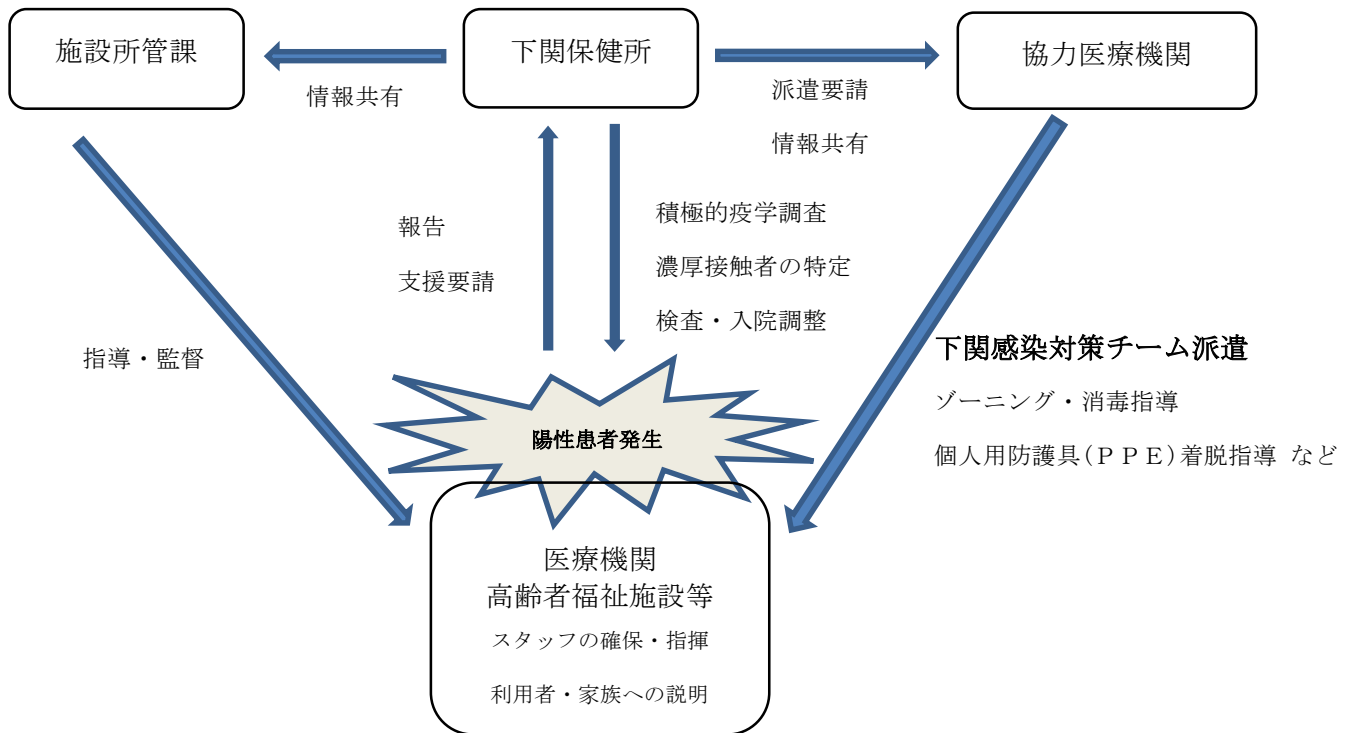 施設所管課
下関保健所
協力医療機関
情報共有
派遣要請
情報共有
報告
支援要請
積極的疫学調査
濃厚接触者の特定
検査・入院調整
指導・監督
下関感染対策チーム派遣
ゾーニング・消毒指導
個人用防護具(ＰＰＥ)着脱指導 など
陽性患者発生
医療機関
高齢者福祉施設等
スタッフの確保・指揮
利用者・家族への説明